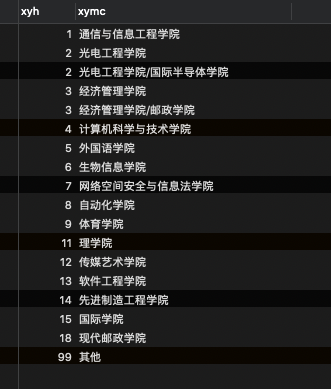 xyh xymc
1 通信与信息工程学院
2 光电工程学院
2 光电工程学院/国际半导体学院
3 经济管理学院
3 经济管理学院/邮政学院
4 计算机科学与技术学院
5 外国语学院
6 生物信息学院
7 网络空间安全与信息法学院
8 自动化学院
9 体育学院
11 理学院
12 传媒艺术学院
13 软件工程学院
14 先进制造工程学院
15 国际学院
18 现代邮政学院
99 其他